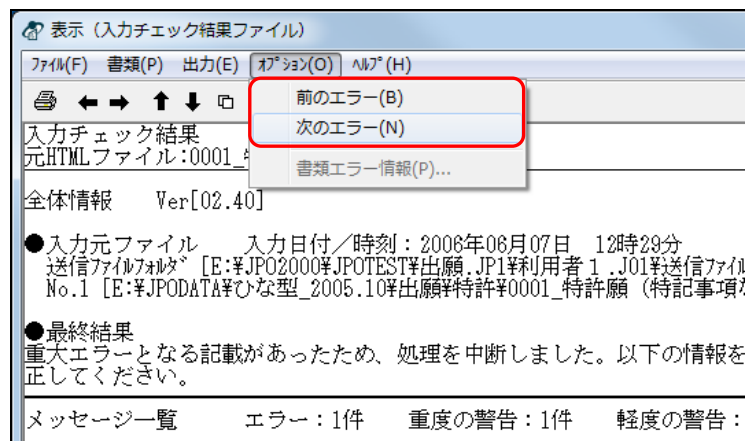 表示（入力チェック結果ファイル）
ﾌｧｲﾙ(F) 書類(P) 出力(E) ｵﾌﾟｼｮﾝ(O) ﾍﾙﾌﾟ(H)
前のエラー(B)
次のエラー(N)
書類エラー情報(P)...
入力チェック結果
元HTMLファイル:0001_
全体情報 Ver[02.40]
●入力元ファイル 入力日付／時刻：2006年06月07日 12時29分
送信ﾌｧｲﾙﾌｫﾙﾀﾞ [E:¥JPO2000¥JPOTEST¥出願.JP1¥利用者１.J01¥送信ﾌｧｲﾙ
No.1 [E:¥JPODATA¥ひな型_2005.10¥出願¥特許¥0001_特許願（特記事項な
●最終結果
重大エラーとなる記載があったため、処理を中断しました。以下の情報を
正してください。
メッセージ一覧 エラー：1件 重度の警告：1件 軽度の警告：